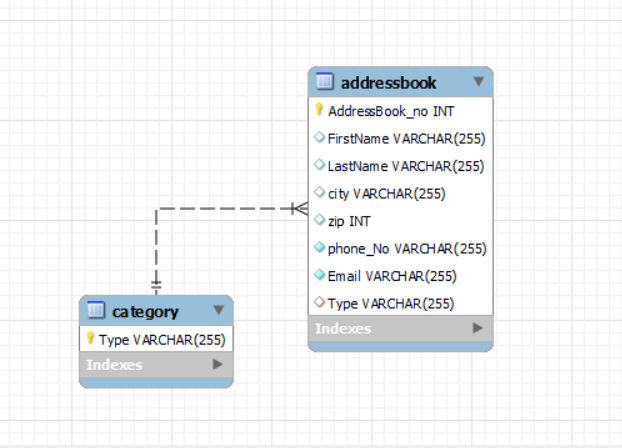 addressbook
AddressBook_no INT
FirstName VARCHAR(255)
LastName VARCHAR(255)
city VARCHAR(255)
zip INT
phone_No VARCHAR(255)
Email VARCHAR(255)
Type VARCHAR(255)
Indexes
category
Type VARCHAR(255)
Indexes